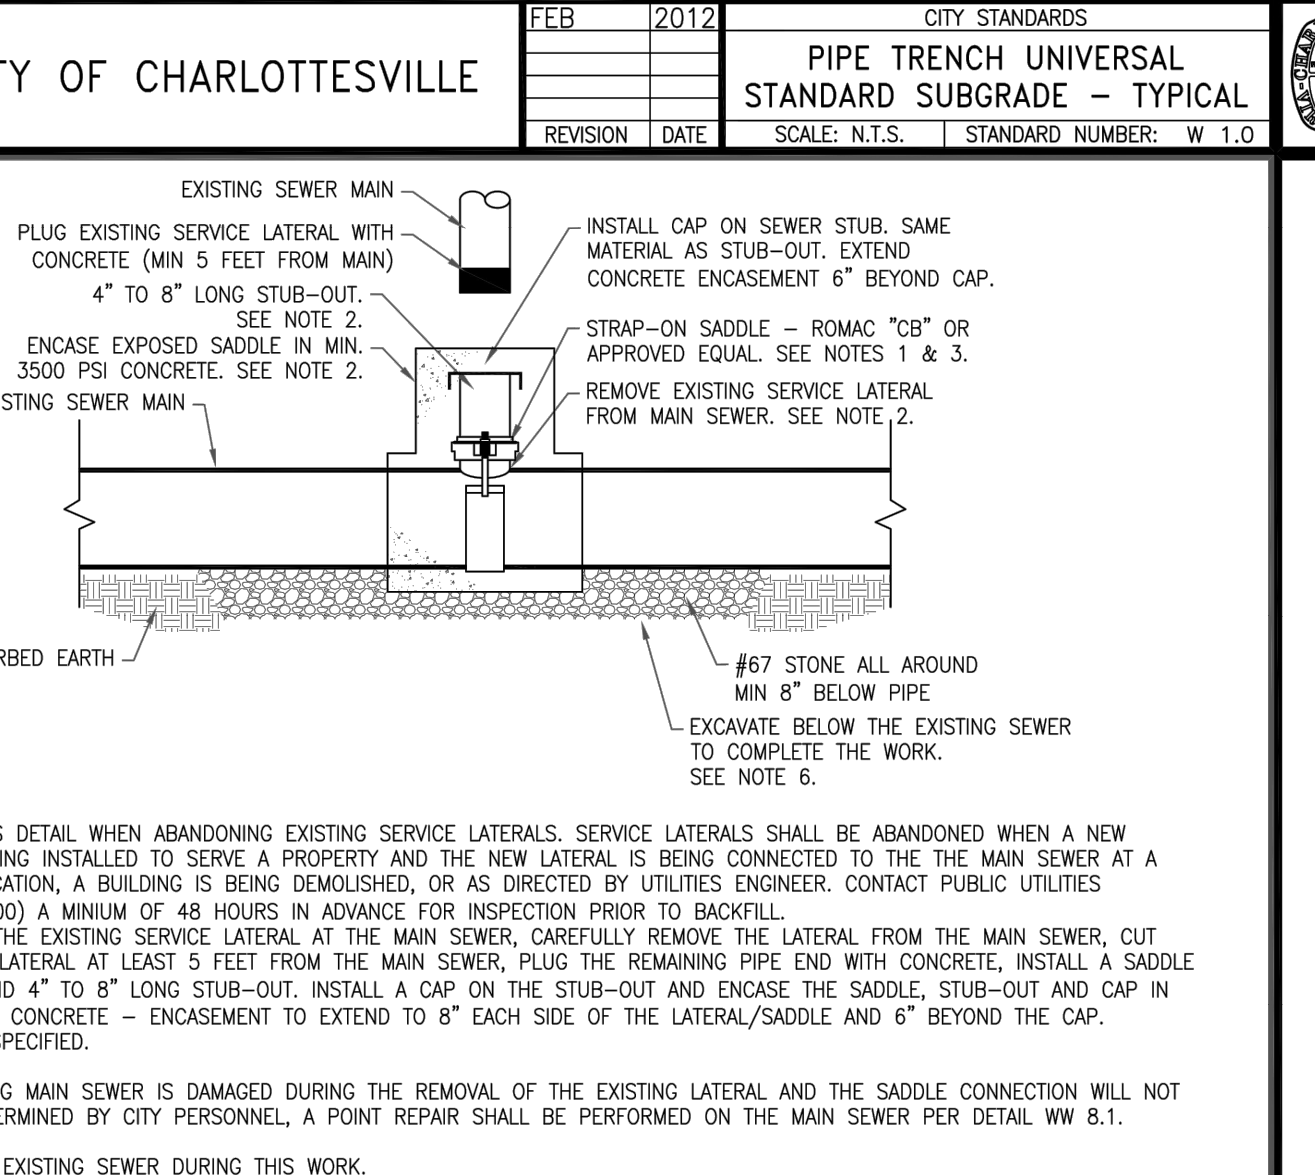 OF CHARLOTTESVILLE
FEB 2012
REVISION DATE
CITY STANDARDS
PIPE TRENCH UNIVERSAL
STANDARD SUBGRADE – TYPICAL
SCALE: N.T.S. STANDARD NUMBER: W 1.0
EXISTING SEWER MAIN
PLUG EXISTING SERVICE LATERAL WITH
CONCRETE (MIN 5 FEET FROM MAIN)
4" TO 8" LONG STUB-OUT.
SEE NOTE 2.
ENCASE EXPOSED SADDLE IN MIN.
3500 PSI CONCRETE. SEE NOTE 2.
STING SEWER MAIN
INSTALL CAP ON SEWER STUB. SAME
MATERIAL AS STUB-OUT. EXTEND
CONCRETE ENCASEMENT 6" BEYOND CAP.
STRAP-ON SADDLE – ROMAC "CB" OR
APPROVED EQUAL. SEE NOTES 1 & 3.
REMOVE EXISTING SERVICE LATERAL
FROM MAIN SEWER. SEE NOTE 2.
RBED EARTH
#67 STONE ALL AROUND
MIN 8" BELOW PIPE
EXCAVATE BELOW THE EXISTING SEWER
TO COMPLETE THE WORK.
SEE NOTE 6.
S DETAIL WHEN ABANDONING EXISTING SERVICE LATERALS. SERVICE LATERALS SHALL BE ABANDONED WHEN A NEW
ING INSTALLED TO SERVE A PROPERTY AND THE NEW LATERAL IS BEING CONNECTED TO THE THE MAIN SEWER AT A
CATION, A BUILDING IS BEING DEMOLISHED, OR AS DIRECTED BY UTILITIES ENGINEER. CONTACT PUBLIC UTILITIES
00) A MINIUM OF 48 HOURS IN ADVANCE FOR INSPECTION PRIOR TO BACKFILL.
THE EXISTING SERVICE LATERAL AT THE MAIN SEWER, CAREFULLY REMOVE THE LATERAL FROM THE MAIN SEWER, CUT
LATERAL AT LEAST 5 FEET FROM THE MAIN SEWER, PLUG THE REMAINING PIPE END WITH CONCRETE, INSTALL A SADDLE
ND 4" TO 8" LONG STUB-OUT. INSTALL A CAP ON THE STUB-OUT AND ENCASE THE SADDLE, STUB-OUT AND CAP IN
CONCRETE – ENCASEMENT TO EXTEND TO 8" EACH SIDE OF THE LATERAL/SADDLE AND 6" BEYOND THE CAP.
SPECIFIED.
G MAIN SEWER IS DAMAGED DURING THE REMOVAL OF THE EXISTING LATERAL AND THE SADDLE CONNECTION WILL NOT
ERMINED BY CITY PERSONNEL, A POINT REPAIR SHALL BE PERFORMED ON THE MAIN SEWER PER DETAIL WW 8.1.
EXISTING SEWER DURING THIS WORK.